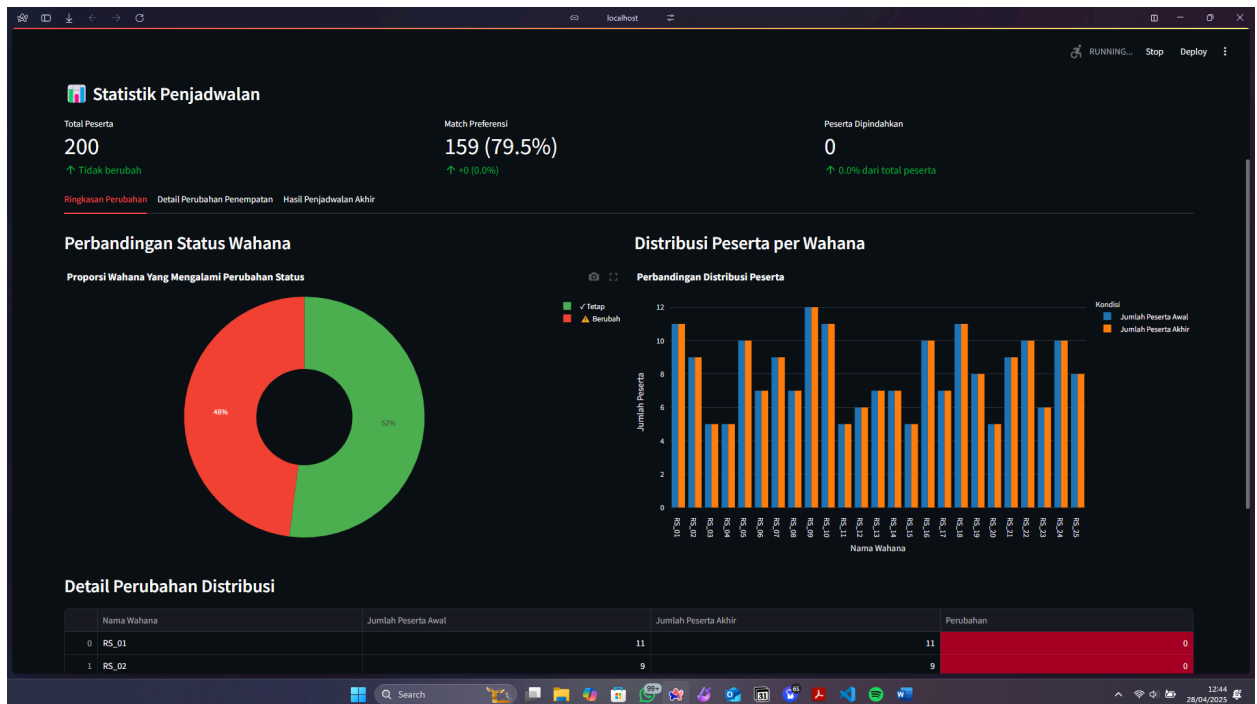 localhost
RUNNING...
Stop
Deploy
Statistik Penjadwalan
Total Peserta
200
↑ Tidak berubah
Match Preferensi
159 (79.5%)
↑ +0 (0.0%)
Peserta Dipindahkan
0
↑ 0.0% dari total peserta
Ringkasan Perubahan
Detail Perubahan Penempatan
Hasil Penjadwalan Akhir
Perbandingan Status Wahana
Proporsi Wahana Yang Mengalami Perubahan Status
✓ Tetap
⚠ Berubah
48%
52%
Distribusi Peserta per Wahana
Perbandingan Distribusi Peserta
Kondisi
Jumlah Peserta Awal
Jumlah Peserta Akhir
Jumlah Peserta
12
10
8
6
4
2
0
RS_01
RS_02
RS_03
RS_04
RS_05
RS_06
RS_07
RS_08
RS_09
RS_10
RS_11
RS_12
RS_13
RS_14
RS_15
RS_16
RS_17
RS_18
RS_19
RS_20
RS_21
RS_22
RS_23
RS_24
RS_25
Nama Wahana
Detail Perubahan Distribusi
Nama Wahana Jumlah Peserta Awal Jumlah Peserta Akhir Perubahan
0 RS_01 11 11 0
1 RS_02 9 9 0
Search
99+
65
12:44
28/04/2025